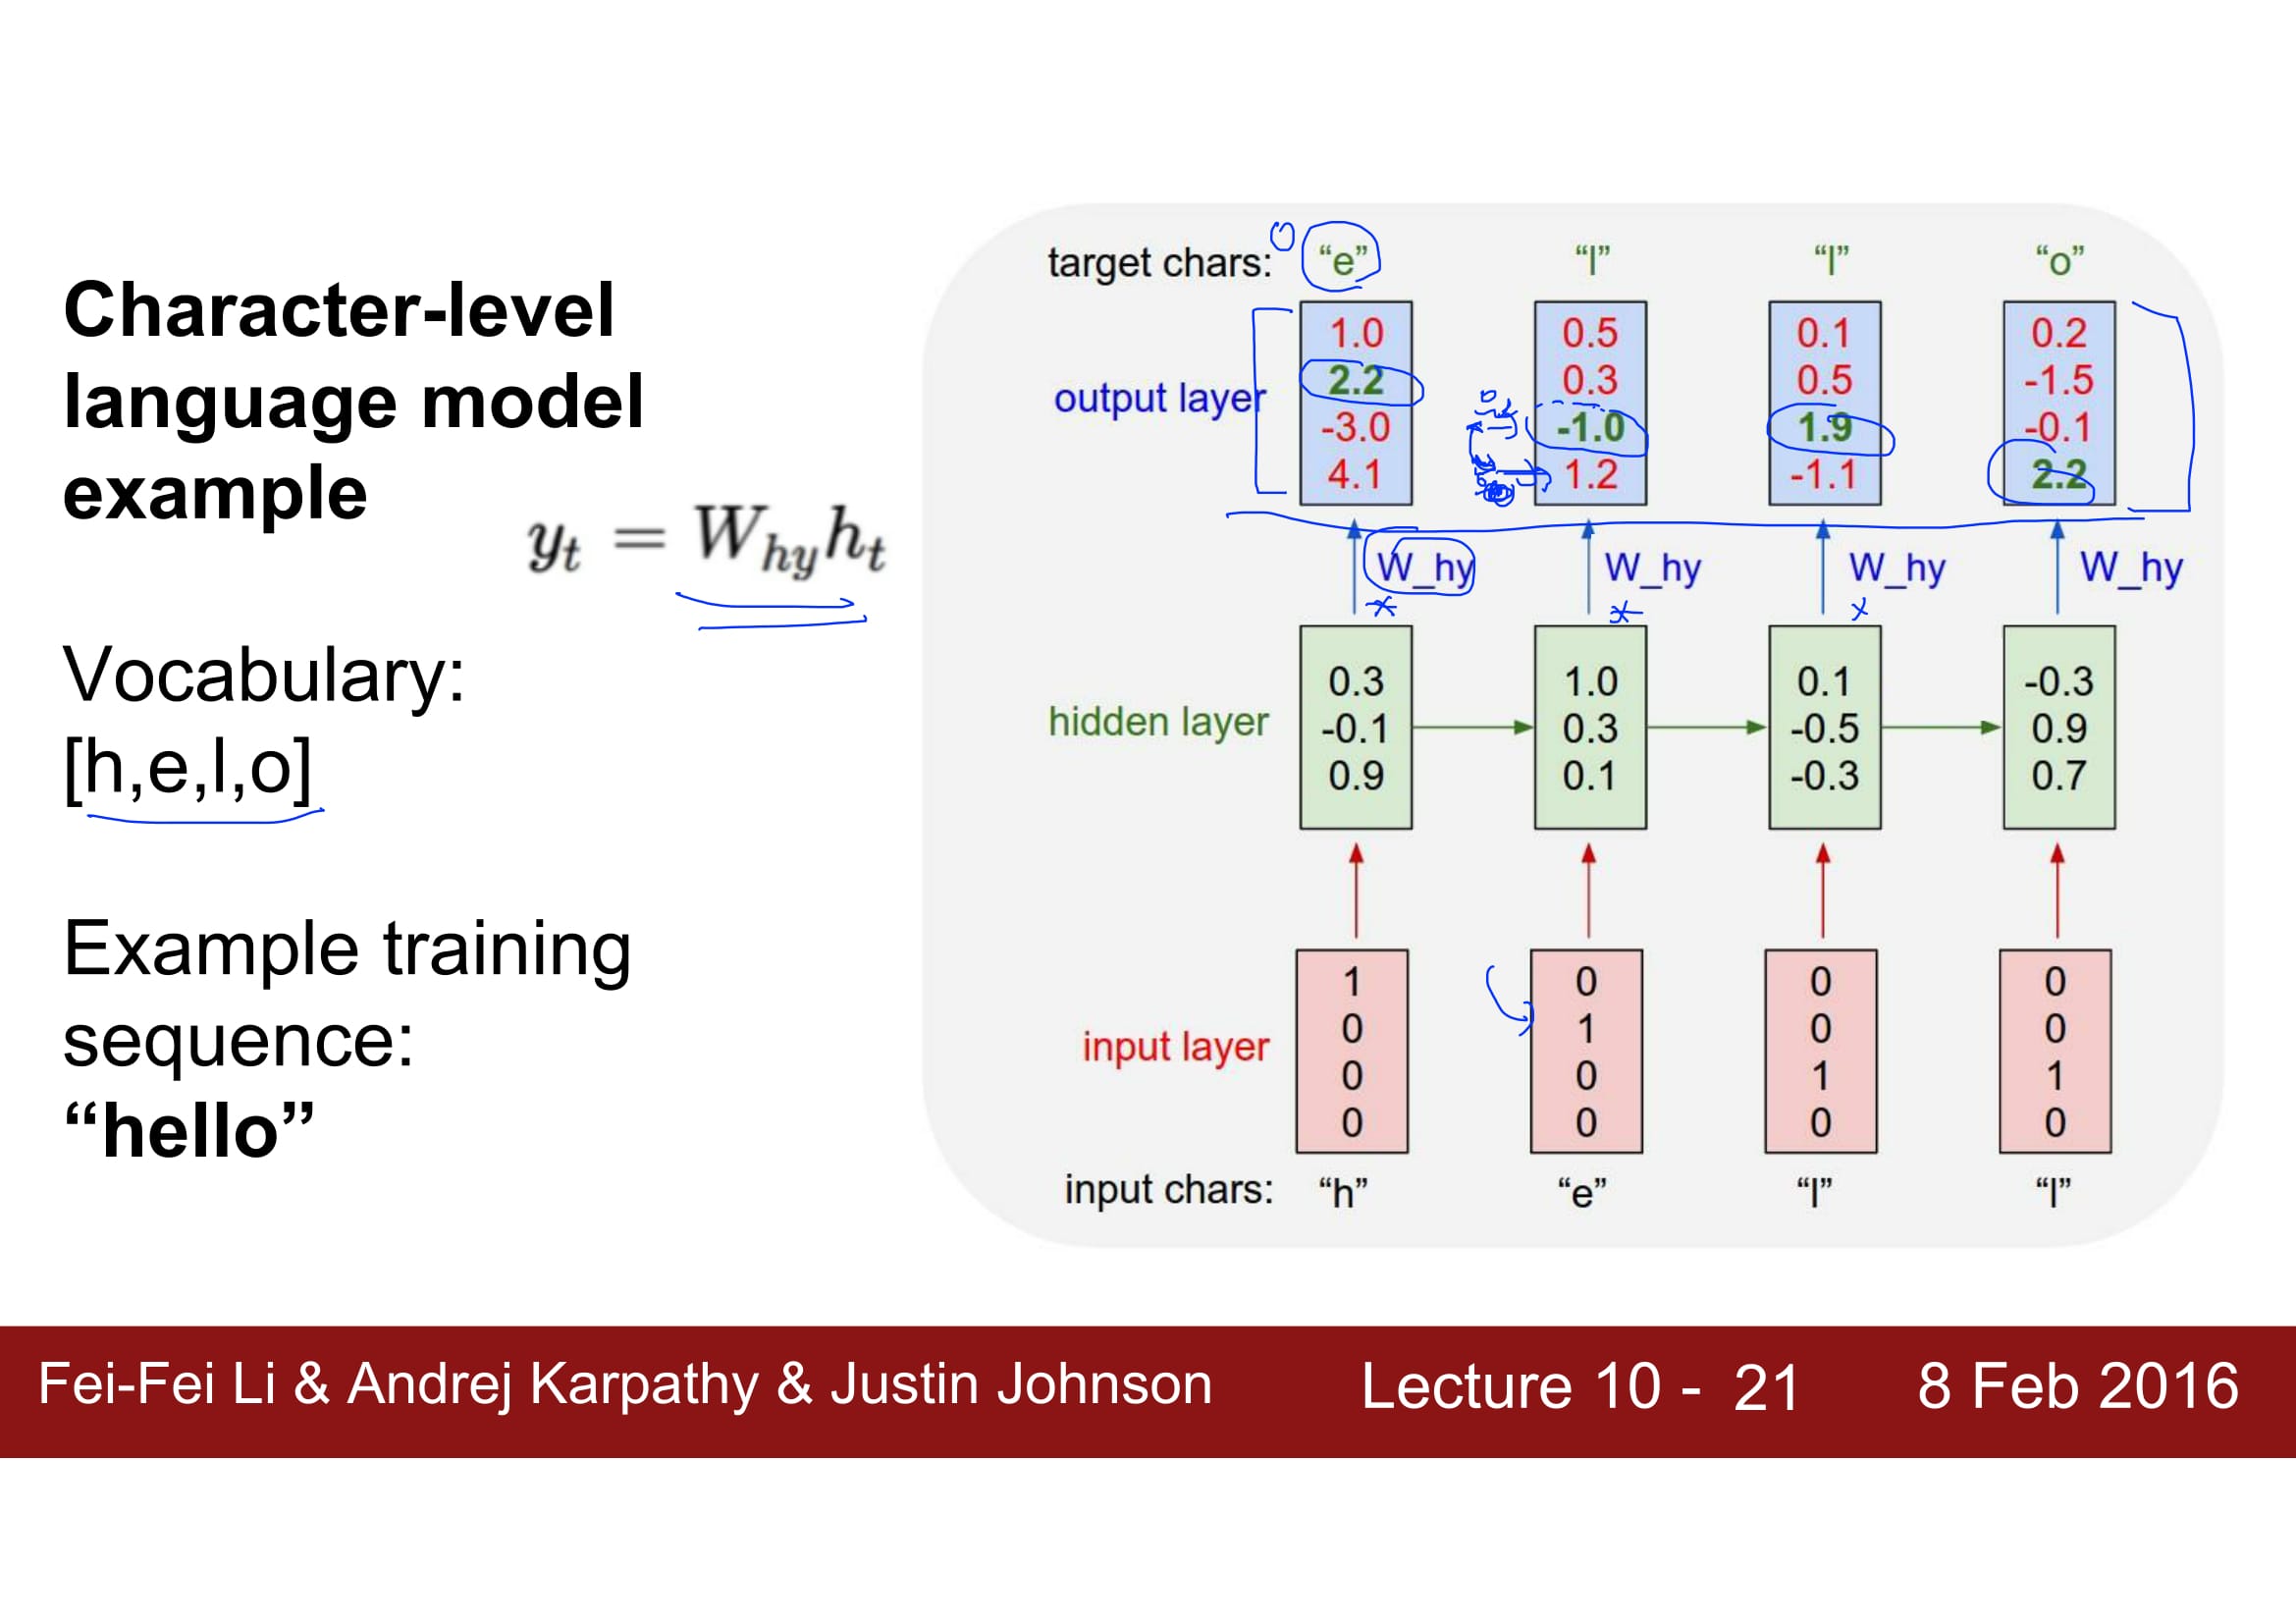 Character-level
language model
example
y_t = W_{hy} h_t
Vocabulary:
[h,e,l,o]
Example training
sequence:
“hello”
target chars: “e” “l” “l” “o”
1.0 0.5 0.1 0.2
2.2 0.3 0.5 -1.5
output layer
-3.0 -1.0 1.9 -0.1
4.1 1.2 -1.1 2.2
W_hy W_hy W_hy W_hy
0.3 1.0 0.1 -0.3
hidden layer -0.1 0.3 -0.5 0.9
0.9 0.1 -0.3 0.7
1 0 0 0
0 1 0 0
input layer
0 0 1 1
0 0 0 0
input chars: “h” “e” “l” “l”
Fei-Fei Li & Andrej Karpathy & Justin Johnson Lecture 10 - 21 8 Feb 2016